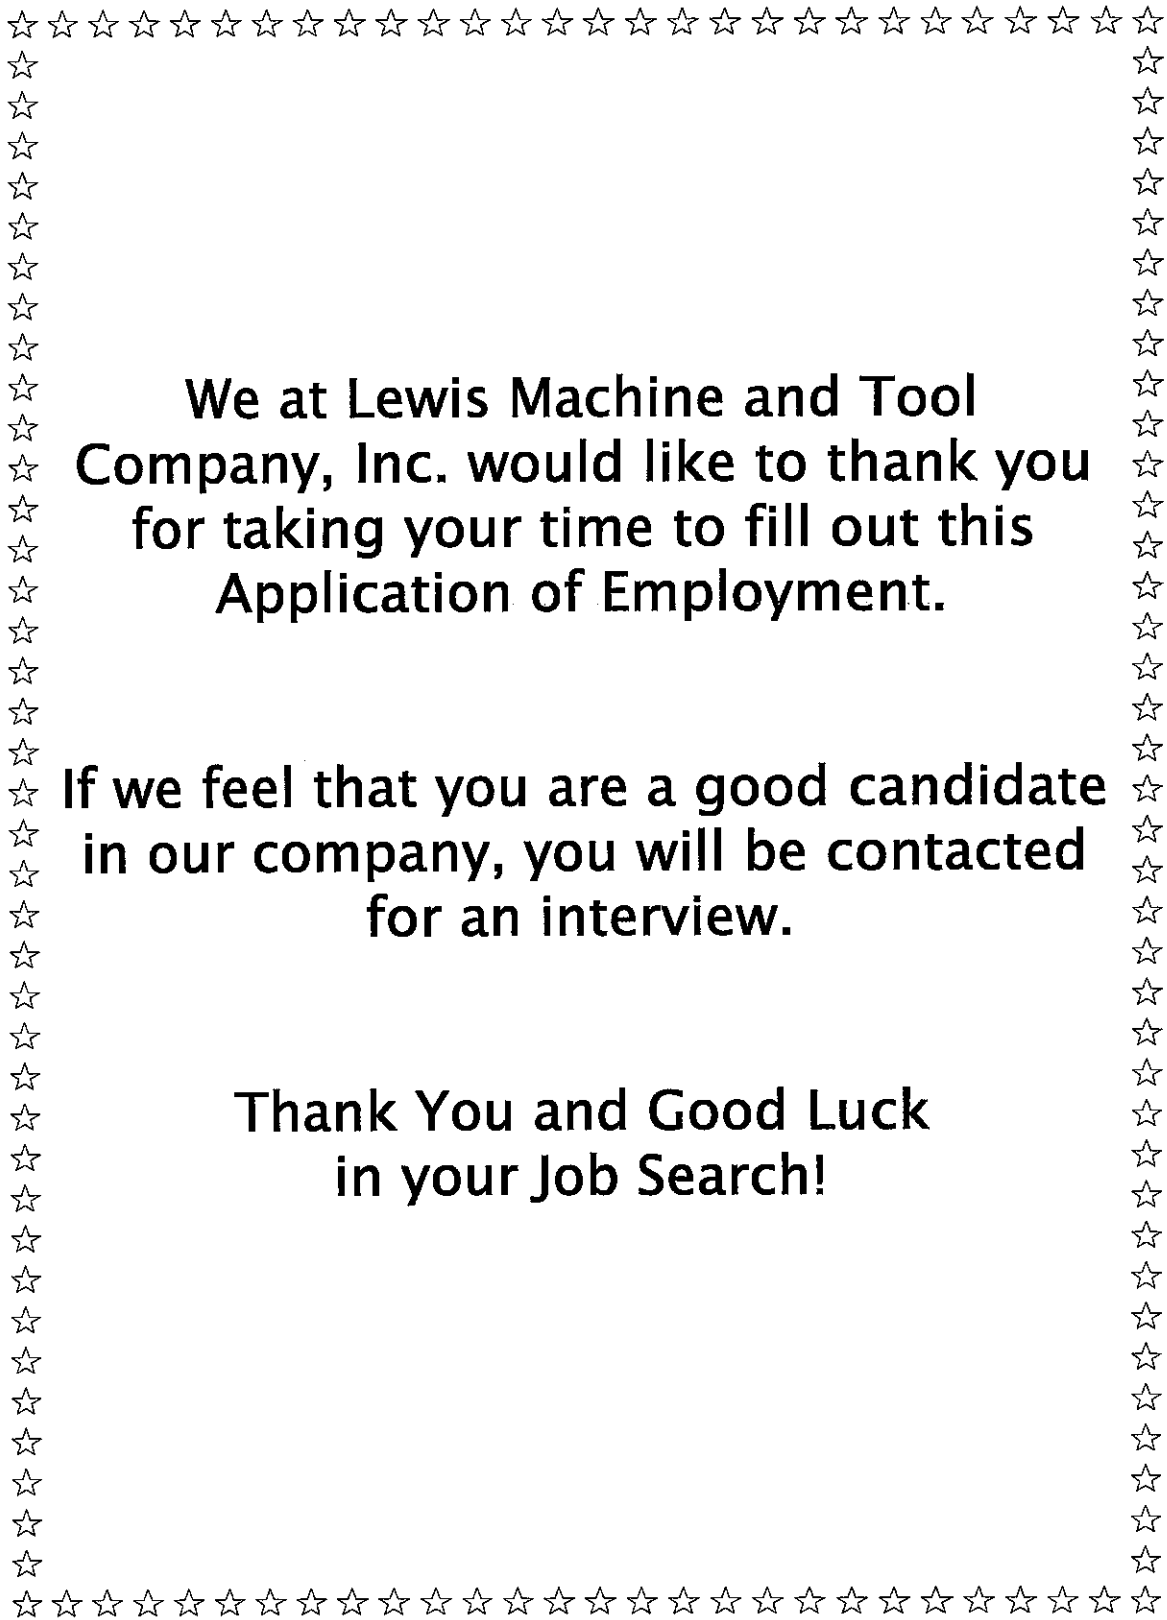 We at Lewis Machine and Tool
Company, Inc. would like to thank you
for taking your time to fill out this
Application of Employment.
If we feel that you are a good candidate
in our company, you will be contacted
for an interview.
Thank You and Good Luck
in your Job Search!